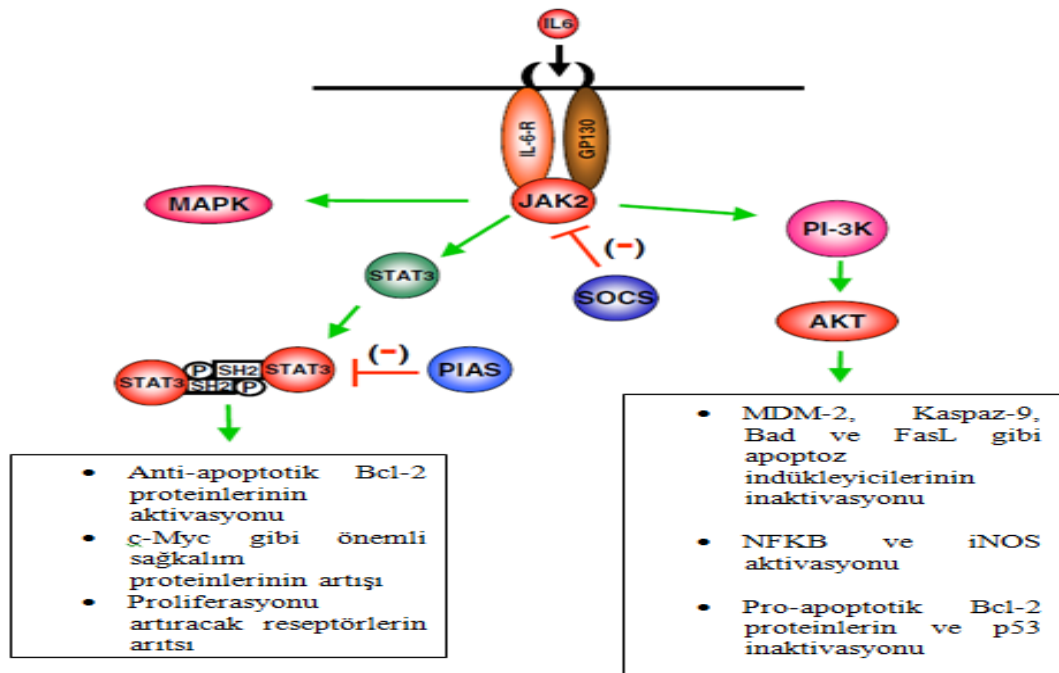 IL6
IL-6-R
GP130
JAK2
MAPK
PI-3K
(-)
STAT3
SOCS
AKT
(-)
STAT3
P
SH2
SH2
P
STAT3
PIAS
• Anti-apoptotik Bcl-2
proteinlerinin
aktivasyonu
• c-Myc gibi önemli
sağkalım
proteinlerinin artışı
• Proliferasyonu
artıracak reseptörlerin
arıtsı
• MDM-2, Kaspaz-9,
Bad ve FasL gibi
apoptoz
indükleyicilerinin
inaktivasyonu
• NFKB ve iNOS
aktivasyonu
• Pro-apoptotik Bcl-2
proteinlerin ve p53
inaktivasyonu